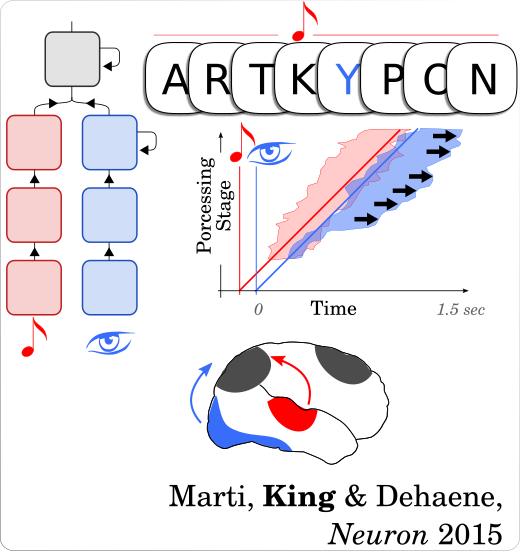 A R T K Y P C N
Porcessing
Stage
0
Time
1.5 sec
Marti, King & Dehaene,
Neuron 2015